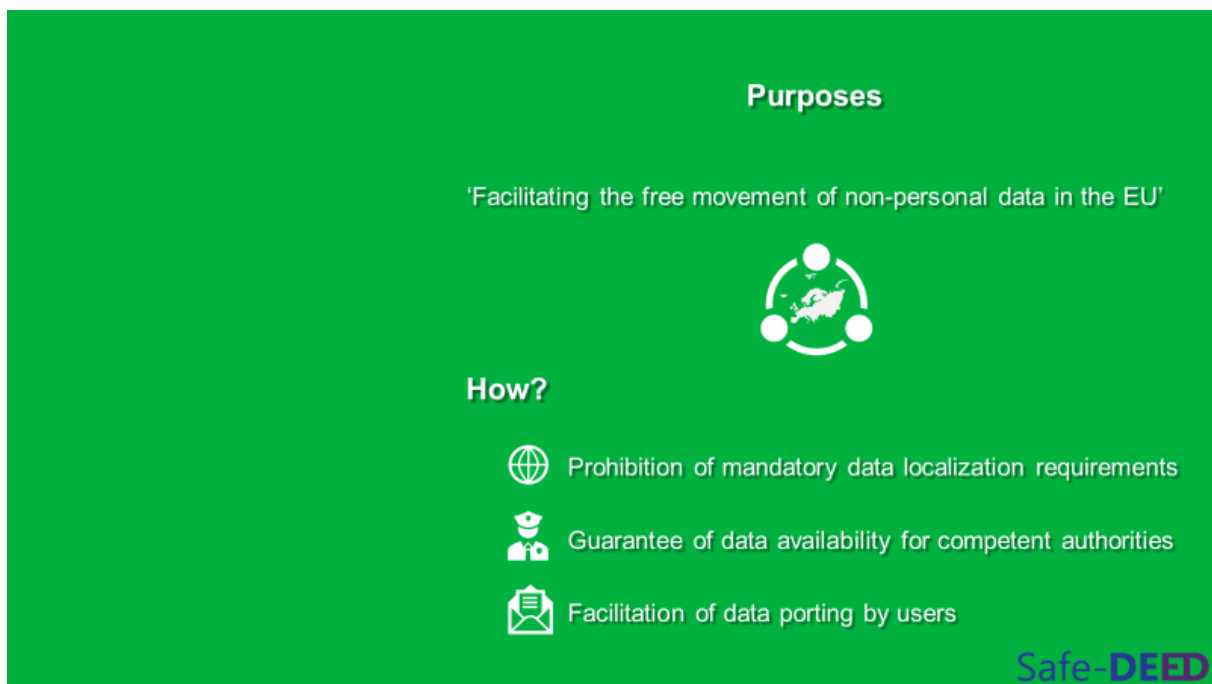 Purposes
‘Facilitating the free movement of non-personal data in the EU’
How?
Prohibition of mandatory data localization requirements
Guarantee of data availability for competent authorities
Facilitation of data porting by users
Safe-DEED